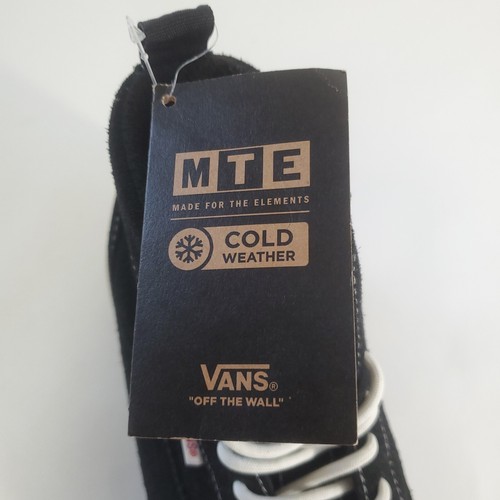 MTE
MADE FOR THE ELEMENTS
COLD
WEATHER
VANS®
"OFF THE WALL"